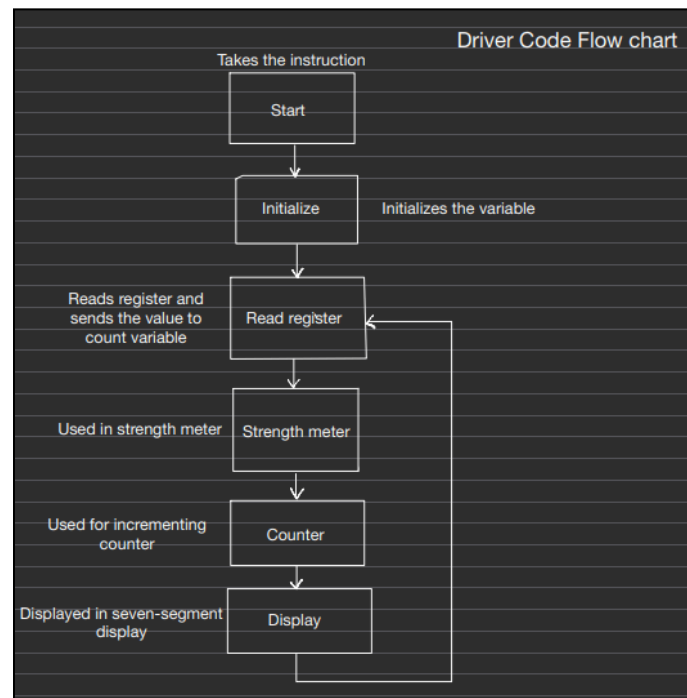 Driver Code Flow chart
Takes the instruction
Start
Initialize
Initializes the variable
Reads register and
sends the value to
count variable
Read register
Used in strength meter
Strength meter
Used for incrementing
counter
Counter
Displayed in seven-segment
display
Display